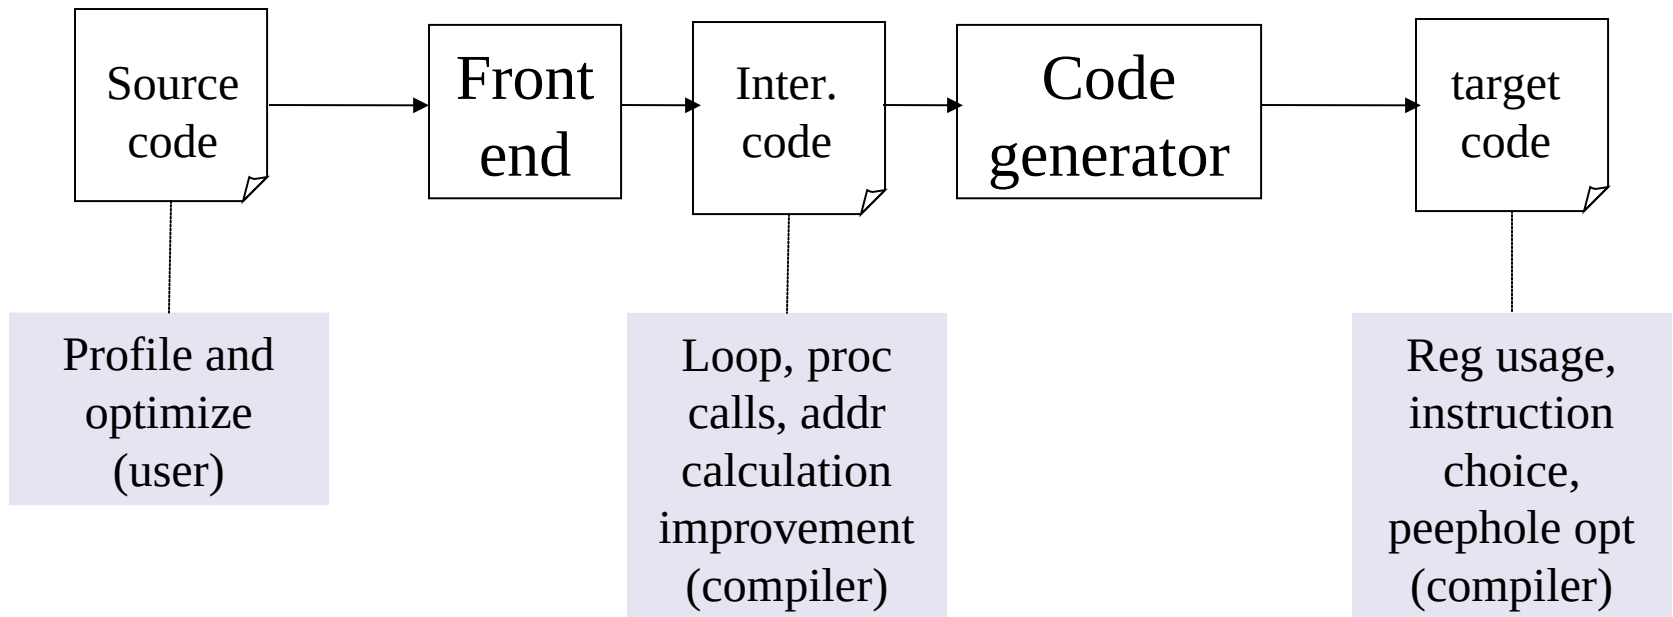 Source
code
Front
end
Inter.
code
Code
generator
target
code
Profile and
optimize
(user)
Loop, proc
calls, addr
calculation
improvement
(compiler)
Reg usage,
instruction
choice,
peephole opt
(compiler)